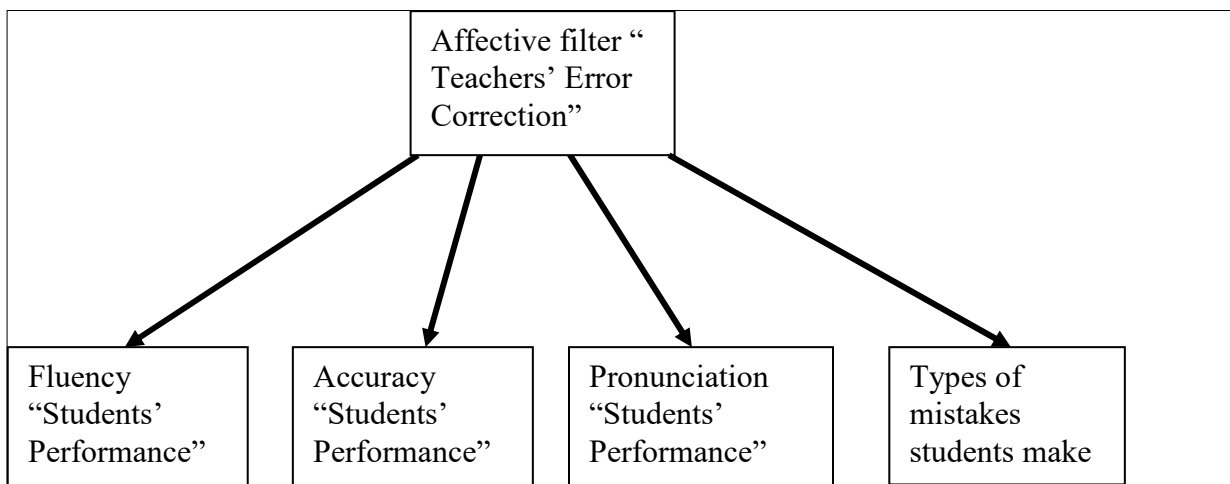 Affective filter “
Teachers’ Error
Correction”
Fluency
“Students’
Performance”
Accuracy
“Students’
Performance”
Pronunciation
“Students’
Performance”
Types of
mistakes
students make